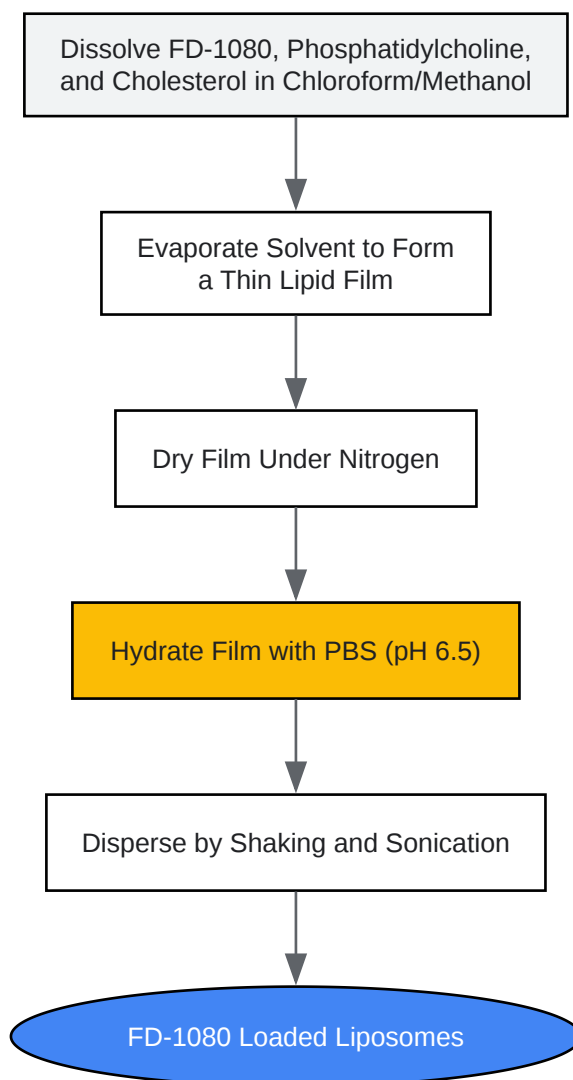 Dissolve FD-1080, Phosphatidylcholine,
and Cholesterol in Chloroform/Methanol
Evaporate Solvent to Form
a Thin Lipid Film
Dry Film Under Nitrogen
Hydrate Film with PBS (pH 6.5)
Disperse by Shaking and Sonication
FD-1080 Loaded Liposomes